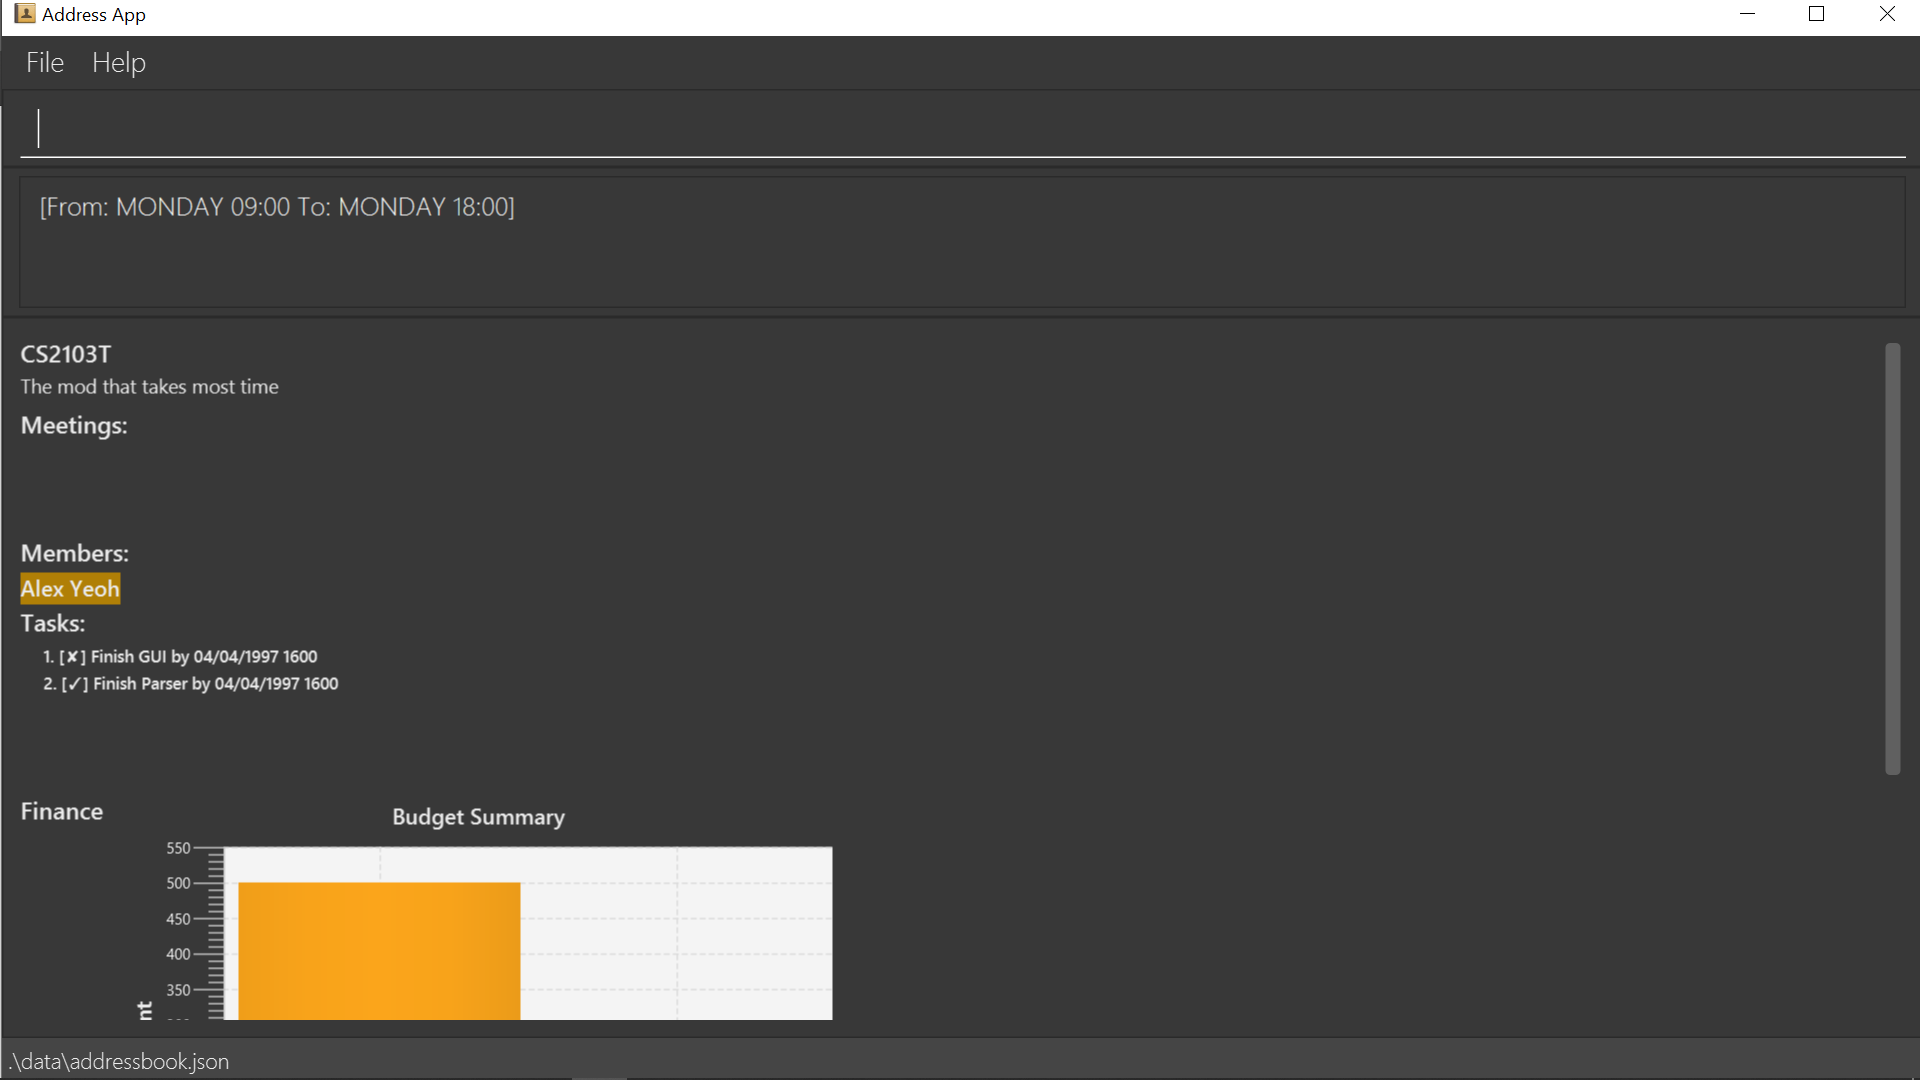 Address App
File Help
[From: MONDAY 09:00 To: MONDAY 18:00]
CS2103T
The mod that takes most time
Meetings:
Members:
Alex Yeoh
Tasks:
1. [✘] Finish GUI by 04/04/1997 1600
2. [✓] Finish Parser by 04/04/1997 1600
Finance
Budget Summary
550
500
450
400
350
nt
.\data\addressbook.json